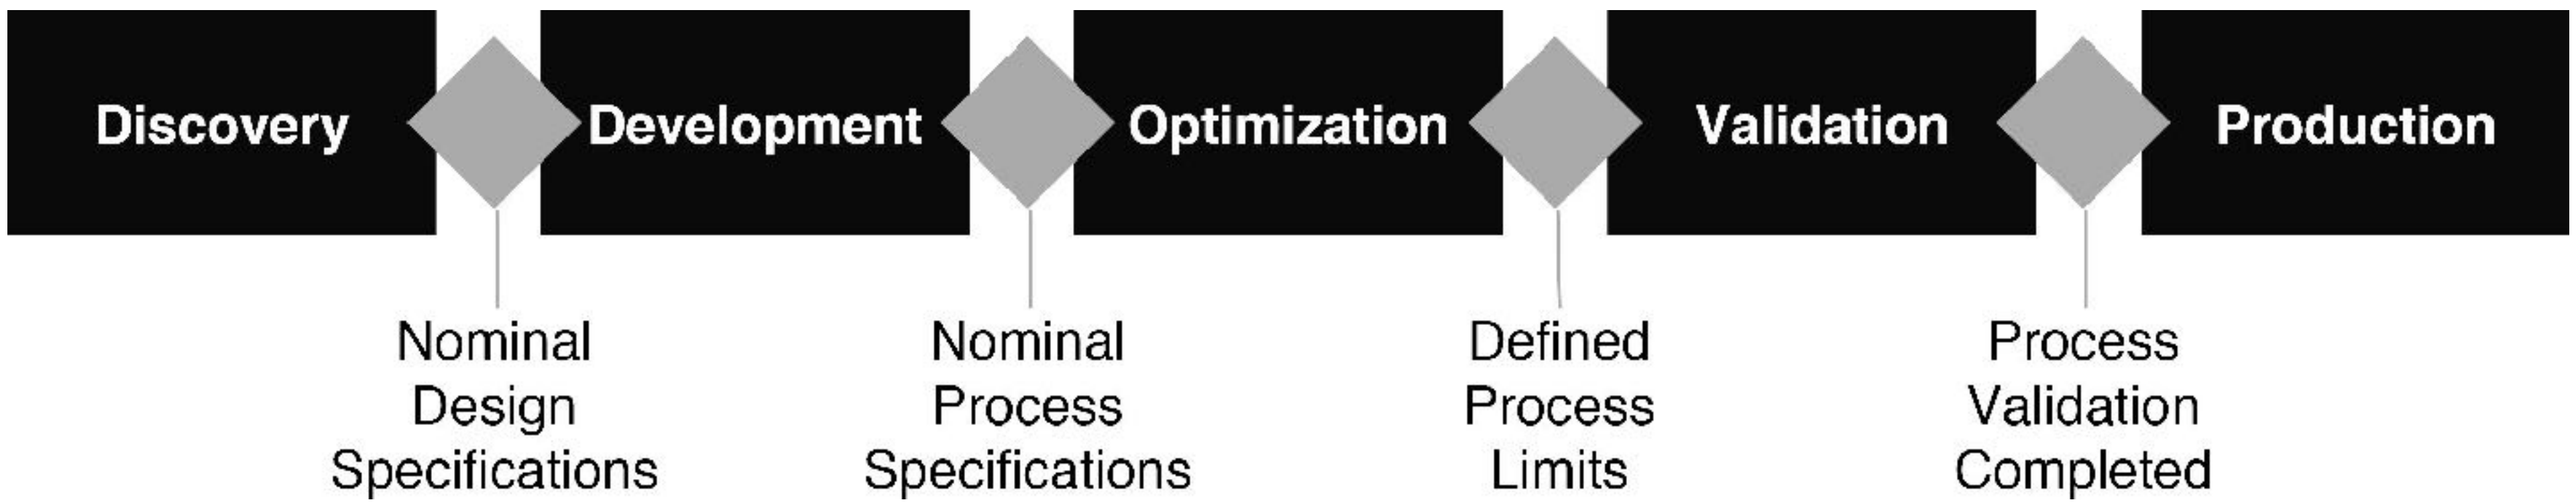 Discovery
Development
Optimization
Validation
Production
Nominal
Design
Specifications
Nominal
Process
Specifications
Defined
Process
Limits
Process
Validation
Completed